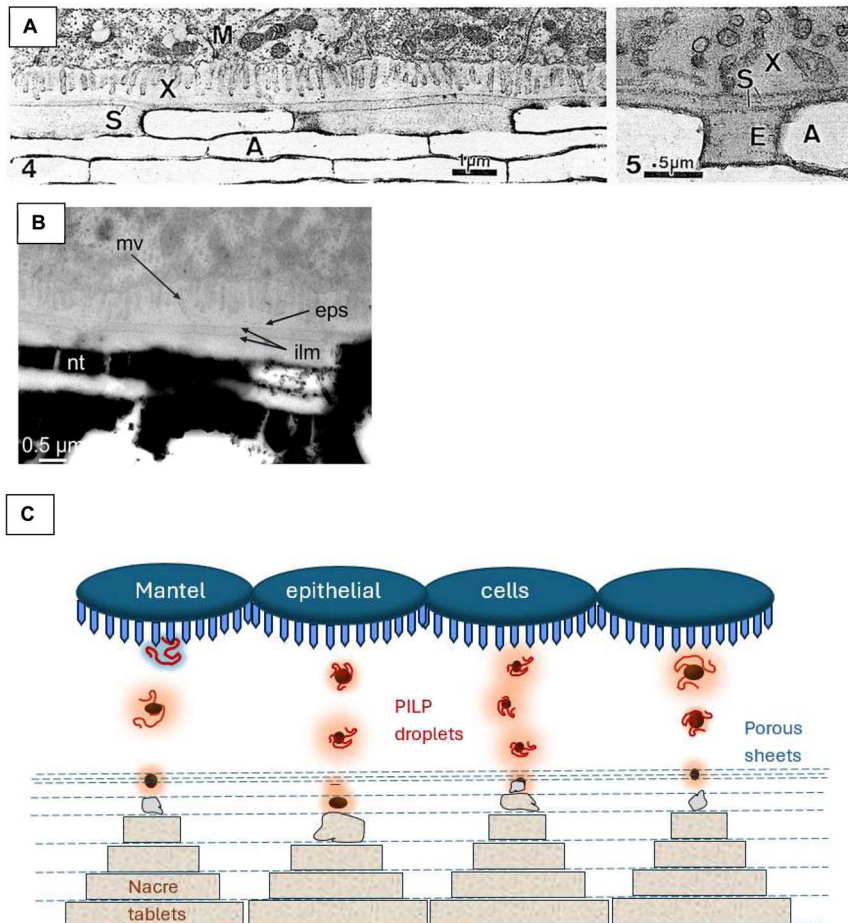 A
M
X
S
A
4
1µm
X
S
E
A
5
.5µm
B
mv
eps
ilm
nt
0.5 µm
C
Mantel epithelial cells
PILP
droplets
Porous
sheets
Nacre
tablets